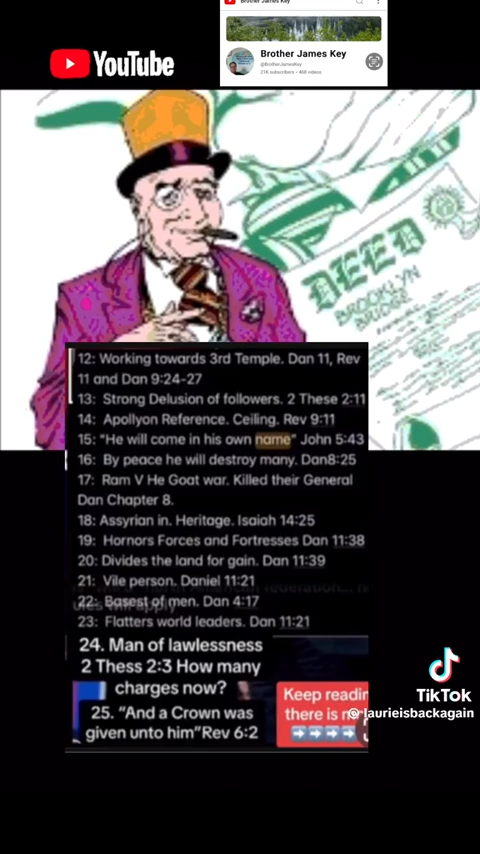 Brother James Key
YouTube
Brother James Key
@BrotherJamesKey
21K subscribers • 468 videos
DEED
BROOKLYN
BRIDGE
12: Working towards 3rd Temple. Dan 11, Rev
11 and Dan 9:24-27
13: Strong Delusion of followers. 2 These 2:11
14: Apollyon Reference. Ceiling. Rev 9:11
15: “He will come in his own name” John 5:43
16: By peace he will destroy many. Dan8:25
17: Ram V He Goat war. Killed their General
Dan Chapter 8.
18: Assyrian in. Heritage. Isaiah 14:25
19: Hornors Forces and Fortresses Dan 11:38
20: Divides the land for gain. Dan 11:39
21: Vile person. Daniel 11:21
22: Basest of men. Dan 4:17
23: Flatters world leaders. Dan 11:21
24. Man of lawlessness
2 Thess 2:3 How many
charges now?
25. “And a Crown was
given unto him”Rev 6:2
Keep readin
there is
TikTok
@laurieisbackagain